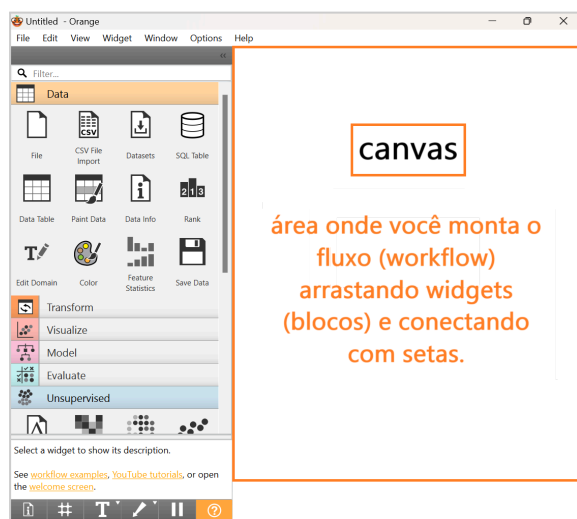 Untitled - Orange
File Edit View Widget Window Options Help
Filter...
Data
File
CSV File
Import
Datasets
SQL Table
Data Table
Paint Data
Data Info
Rank
Edit Domain
Color
Feature
Statistics
Save Data
Transform
Visualize
Model
Evaluate
Unsupervised
Select a widget to show its description.
See workflow examples, YouTube tutorials, or open
the welcome screen.
canvas
área onde você monta o
fluxo (workflow)
arrastando widgets
(blocos) e conectando
com setas.